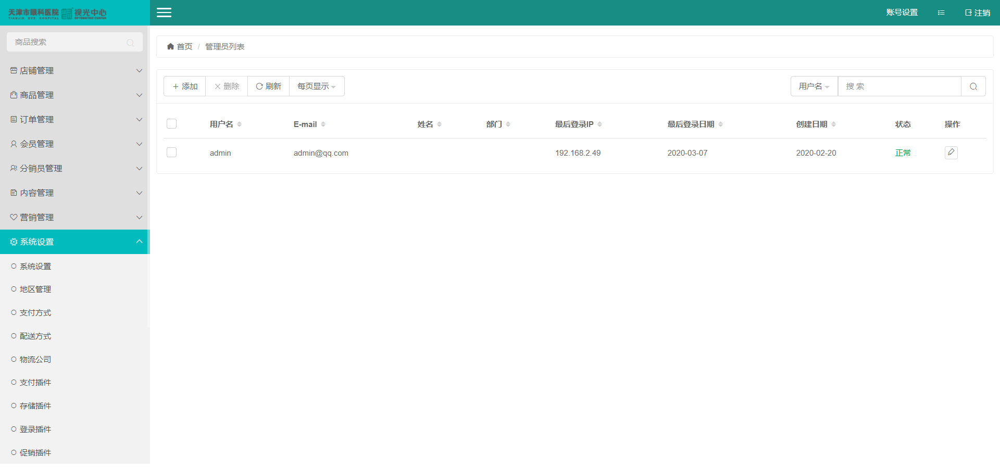 天津市眼科医院 视光中心
TIANJIN EYE HOSPITAL
账号设置
注销
商品搜索
店铺管理
商品管理
订单管理
会员管理
分销员管理
内容管理
营销管理
系统设置
系统设置
地区管理
支付方式
配送方式
物流公司
支付插件
存储插件
登录插件
促销插件
首页 / 管理员列表
添加 删除 刷新 每页显示
用户名 搜 索
用户名 E-mail 姓名 部门 最后登录IP 最后登录日期 创建日期 状态 操作
admin admin@qq.com 192.168.2.49 2020-03-07 2020-02-20 正常